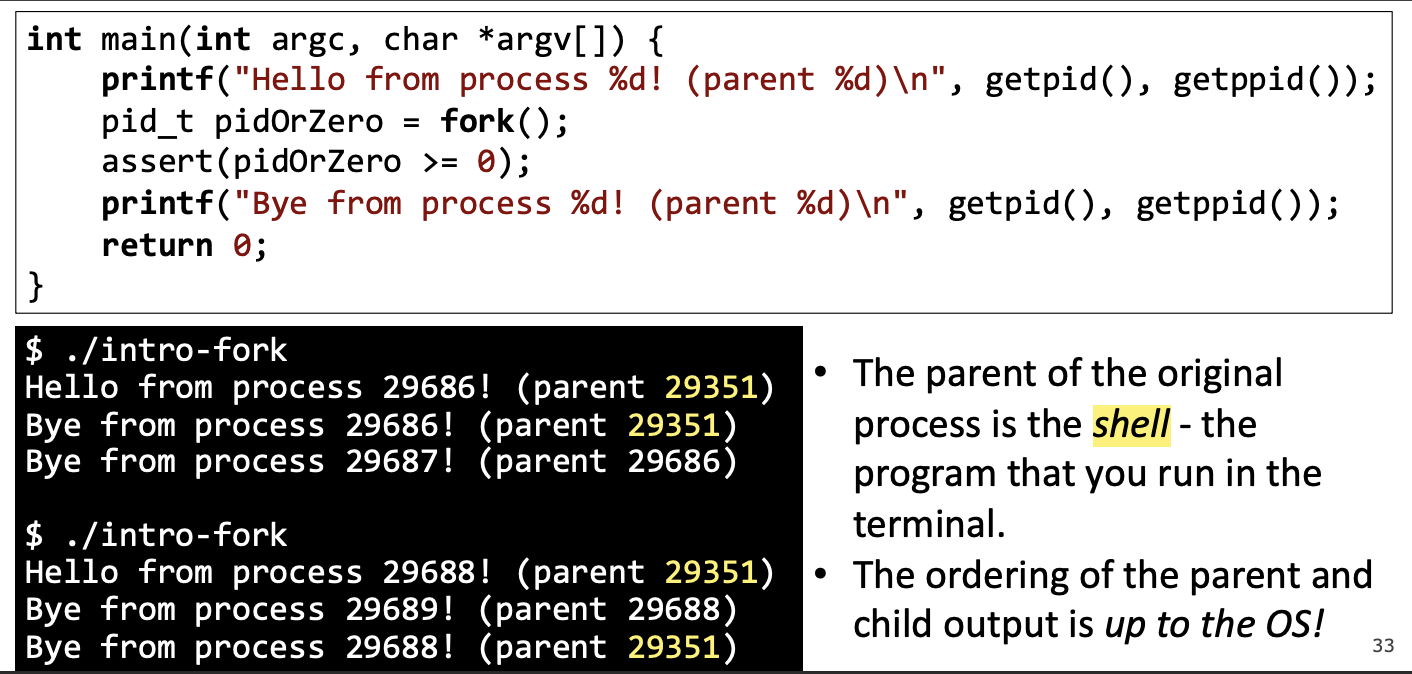 int main(int argc, char *argv[]) {
    printf("Hello from process %d! (parent %d)\n", getpid(), getppid());
    pid_t pidOrZero = fork();
    assert(pidOrZero >= 0);
    printf("Bye from process %d! (parent %d)\n", getpid(), getppid());
    return 0;
}
$ ./intro-fork
Hello from process 29686! (parent 29351)
Bye from process 29686! (parent 29351)
Bye from process 29687! (parent 29686)
$ ./intro-fork
Hello from process 29688! (parent 29351)
Bye from process 29689! (parent 29688)
Bye from process 29688! (parent 29351)
• The parent of the original
process is the shell - the
program that you run in the
terminal.
• The ordering of the parent and
child output is up to the OS!
33